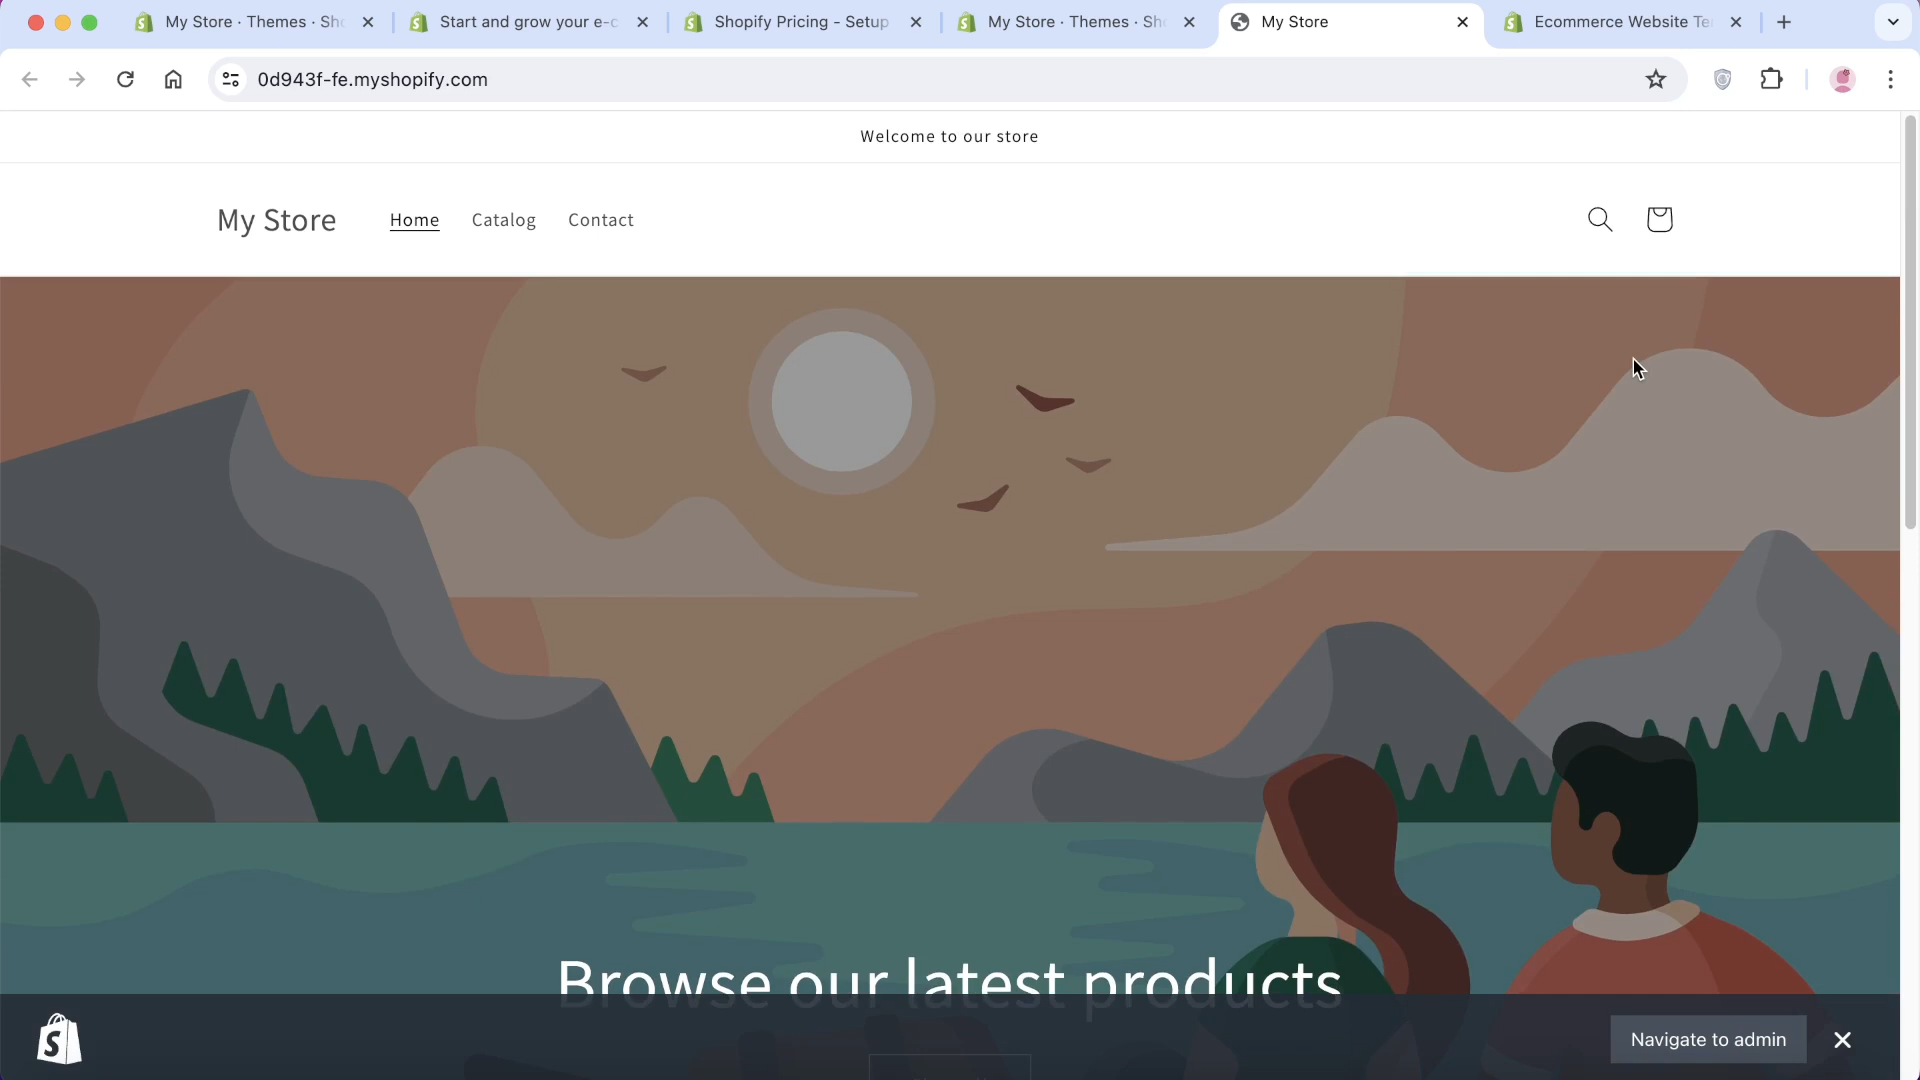 My Store · Themes · Sho
Start and grow your e-c
Shopify Pricing - Setup
My Store · Themes · Sho
My Store
Ecommerce Website Te
0d943f-fe.myshopify.com
Welcome to our store
My Store
Home
Catalog
Contact
Browse our latest products
Navigate to admin